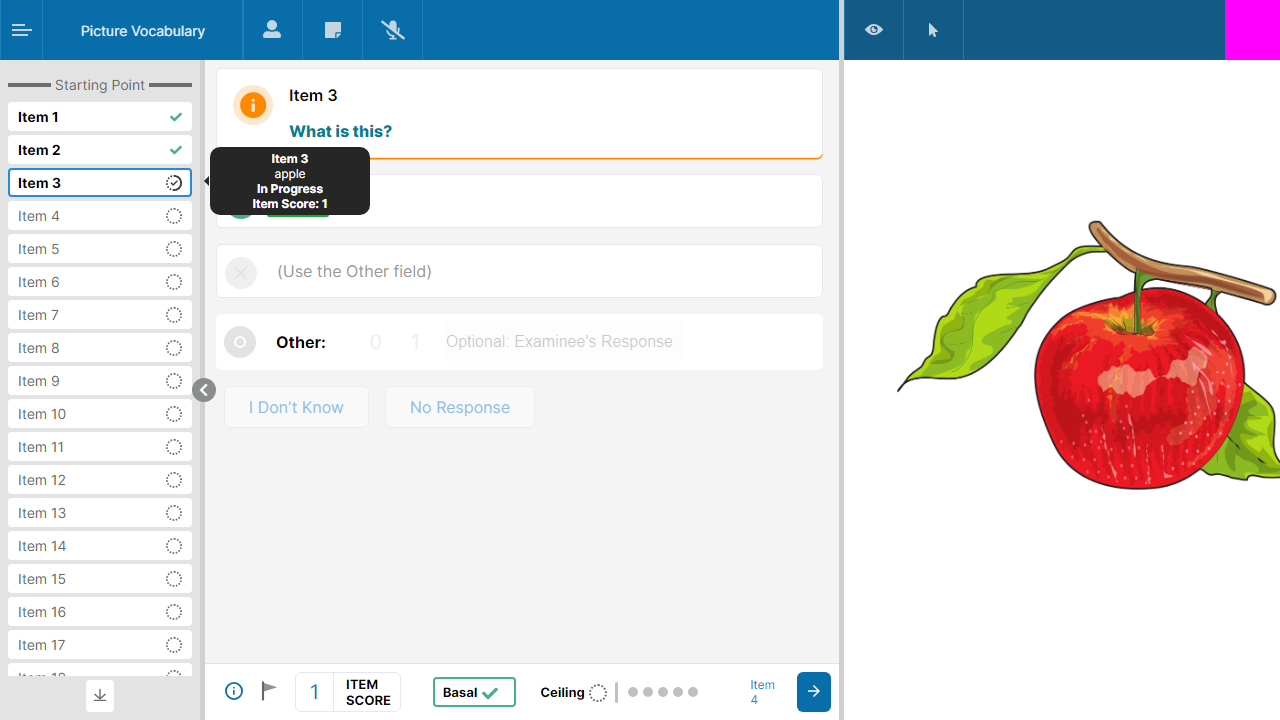 Picture Vocabulary
Starting Point
Item 1
Item 2
Item 3
Item 4
Item 5
Item 6
Item 7
Item 8
Item 9
Item 10
Item 11
Item 12
Item 13
Item 14
Item 15
Item 16
Item 17
Item 18
Item 3
What is this?
Item 3
apple
In Progress
Item Score: 1
(Use the Other field)
Other: 0 1 Optional: Examinee's Response
I Don't Know
No Response
1 ITEM SCORE
Basal
Ceiling
Item 4